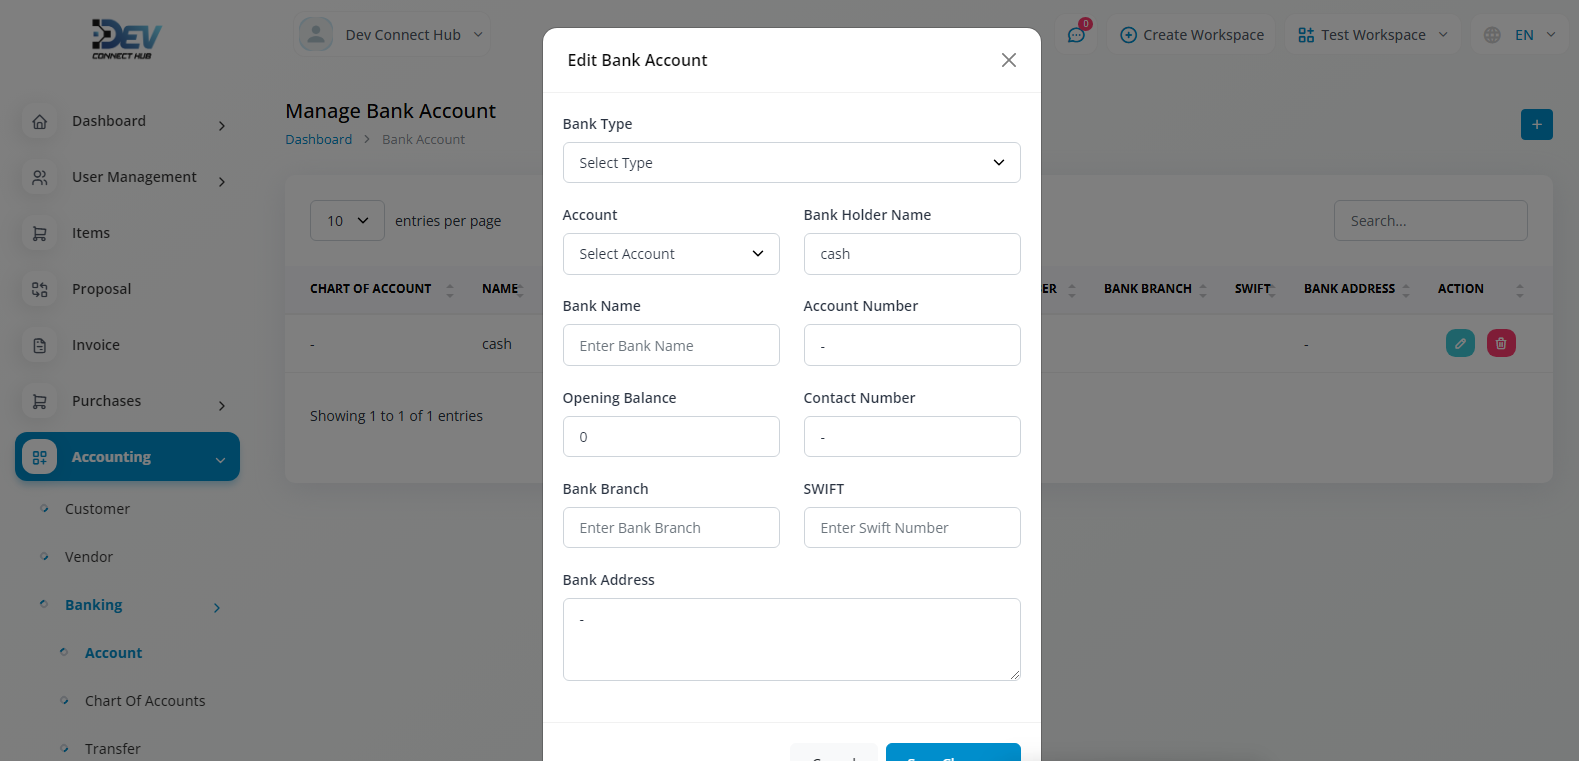 DEV
CONNECT HUB
Dev Connect Hub
0
Create Workspace
Test Workspace
EN
Dashboard
User Management
Items
Proposal
Invoice
Purchases
Accounting
Customer
Vendor
Banking
Account
Chart Of Accounts
Transfer
Manage Bank Account
Dashboard > Bank Account
+
10 entries per page
Search...
CHART OF ACCOUNT NAME ER BANK BRANCH SWIFT BANK ADDRESS ACTION
- cash -
Showing 1 to 1 of 1 entries
Edit Bank Account
Bank Type
Select Type
Account Bank Holder Name
Select Account cash
Bank Name Account Number
Enter Bank Name -
Opening Balance Contact Number
0 -
Bank Branch SWIFT
Enter Bank Branch Enter Swift Number
Bank Address
-